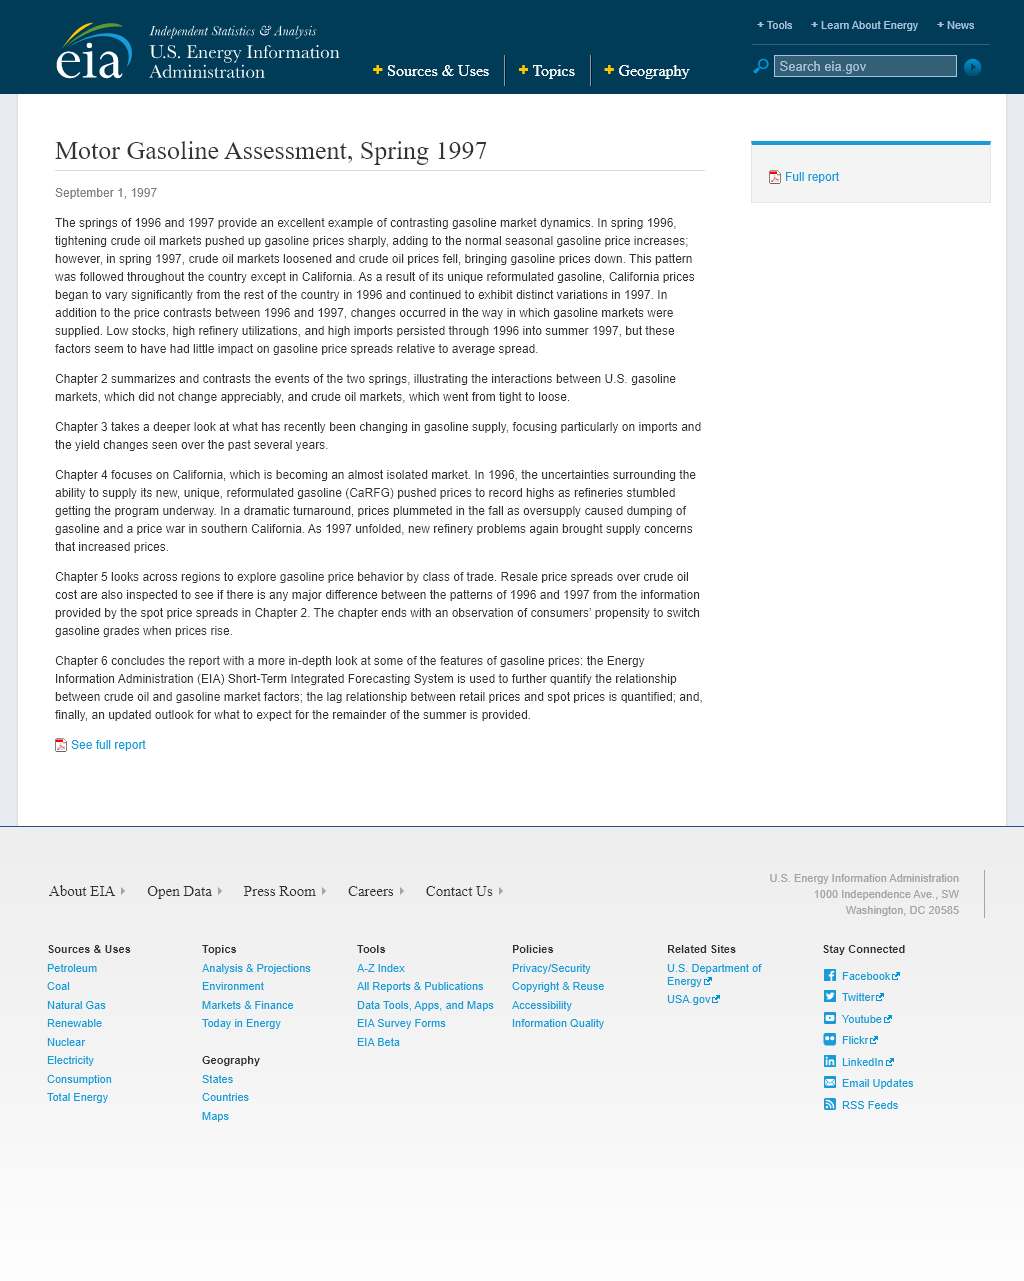 Independent Statistics & Analysis
U.S. Energy Information
Administration
eia
Sources & Uses
Topics
Geography
Tools
Learn About Energy
News
Search eia.gov
Motor Gasoline Assessment, Spring 1997
September 1, 1997
The springs of 1996 and 1997 provide an excellent example of contrasting gasoline market dynamics. In spring 1996,
tightening crude oil markets pushed up gasoline prices sharply, adding to the normal seasonal gasoline price increases;
however, in spring 1997, crude oil markets loosened and crude oil prices fell, bringing gasoline prices down. This pattern
was followed throughout the country except in California. As a result of its unique reformulated gasoline, California prices
began to vary significantly from the rest of the country in 1996 and continued to exhibit distinct variations in 1997. In
addition to the price contrasts between 1996 and 1997, changes occurred in the way in which gasoline markets were
supplied. Low stocks, high refinery utilizations, and high imports persisted through 1996 into summer 1997, but these
factors seem to have had little impact on gasoline price spreads relative to average spread.
Chapter 2 summarizes and contrasts the events of the two springs, illustrating the interactions between U.S. gasoline
markets, which did not change appreciably, and crude oil markets, which went from tight to loose.
Chapter 3 takes a deeper look at what has recently been changing in gasoline supply, focusing particularly on imports and
the yield changes seen over the past several years.
Chapter 4 focuses on California, which is becoming an almost isolated market. In 1996, the uncertainties surrounding the
ability to supply its new, unique, reformulated gasoline (CaRFG) pushed prices to record highs as refineries stumbled
getting the program underway. In a dramatic turnaround, prices plummeted in the fall as oversupply caused dumping of
gasoline and a price war in southern California. As 1997 unfolded, new refinery problems again brought supply concerns
that increased prices.
Chapter 5 looks across regions to explore gasoline price behavior by class of trade. Resale price spreads over crude oil
cost are also inspected to see if there is any major difference between the patterns of 1996 and 1997 from the information
provided by the spot price spreads in Chapter 2. The chapter ends with an observation of consumers’ propensity to switch
gasoline grades when prices rise.
Chapter 6 concludes the report with a more in-depth look at some of the features of gasoline prices: the Energy
Information Administration (EIA) Short-Term Integrated Forecasting System is used to further quantify the relationship
between crude oil and gasoline market factors; the lag relationship between retail prices and spot prices is quantified; and,
finally, an updated outlook for what to expect for the remainder of the summer is provided.
See full report
Full report
About EIA
Open Data
Press Room
Careers
Contact Us
U.S. Energy Information Administration
1000 Independence Ave., SW
Washington, DC 20585
Sources & Uses
Petroleum
Coal
Natural Gas
Renewable
Nuclear
Electricity
Consumption
Total Energy
Topics
Analysis & Projections
Environment
Markets & Finance
Today in Energy
Geography
States
Countries
Maps
Tools
A-Z Index
All Reports & Publications
Data Tools, Apps, and Maps
EIA Survey Forms
EIA Beta
Policies
Privacy/Security
Copyright & Reuse
Accessibility
Information Quality
Related Sites
U.S. Department of
Energy
USA.gov
Stay Connected
Facebook
Twitter
Youtube
Flickr
LinkedIn
Email Updates
RSS Feeds